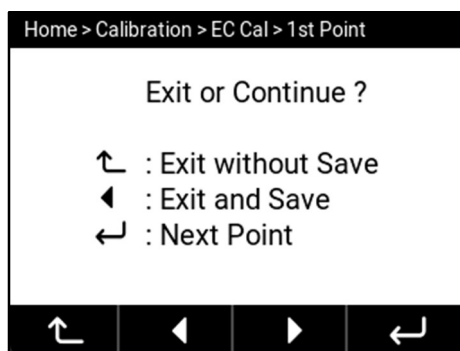 Home > Calibration > EC Cal > 1st Point
Exit or Continue ?
: Exit without Save
: Exit and Save
: Next Point